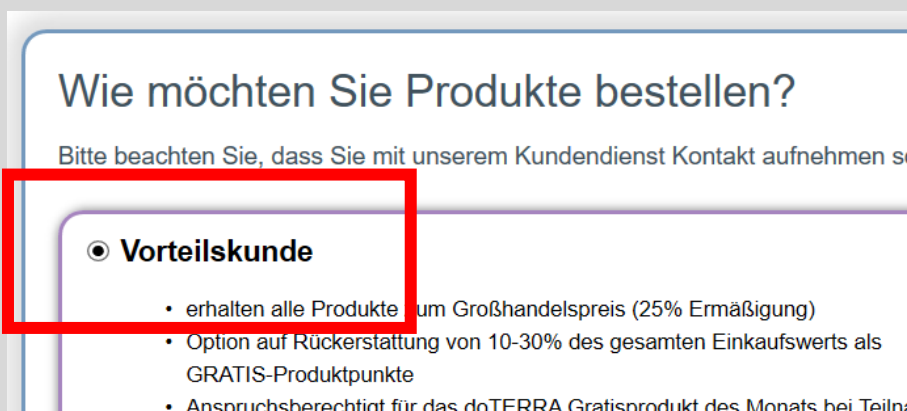 Wie möchten Sie Produkte bestellen?
Bitte beachten Sie, dass Sie mit unserem Kundendienst Kontakt aufnehmen
Vorteilskunde
• erhalten alle Produkte zum Großhandelspreis (25% Ermäßigung)
• Option auf Rückerstattung von 10-30% des gesamten Einkaufswerts als
GRATIS-Produktpunkte
• Anspruchsberechtigt für das doTERRA Gratisprodukt des Monats bei